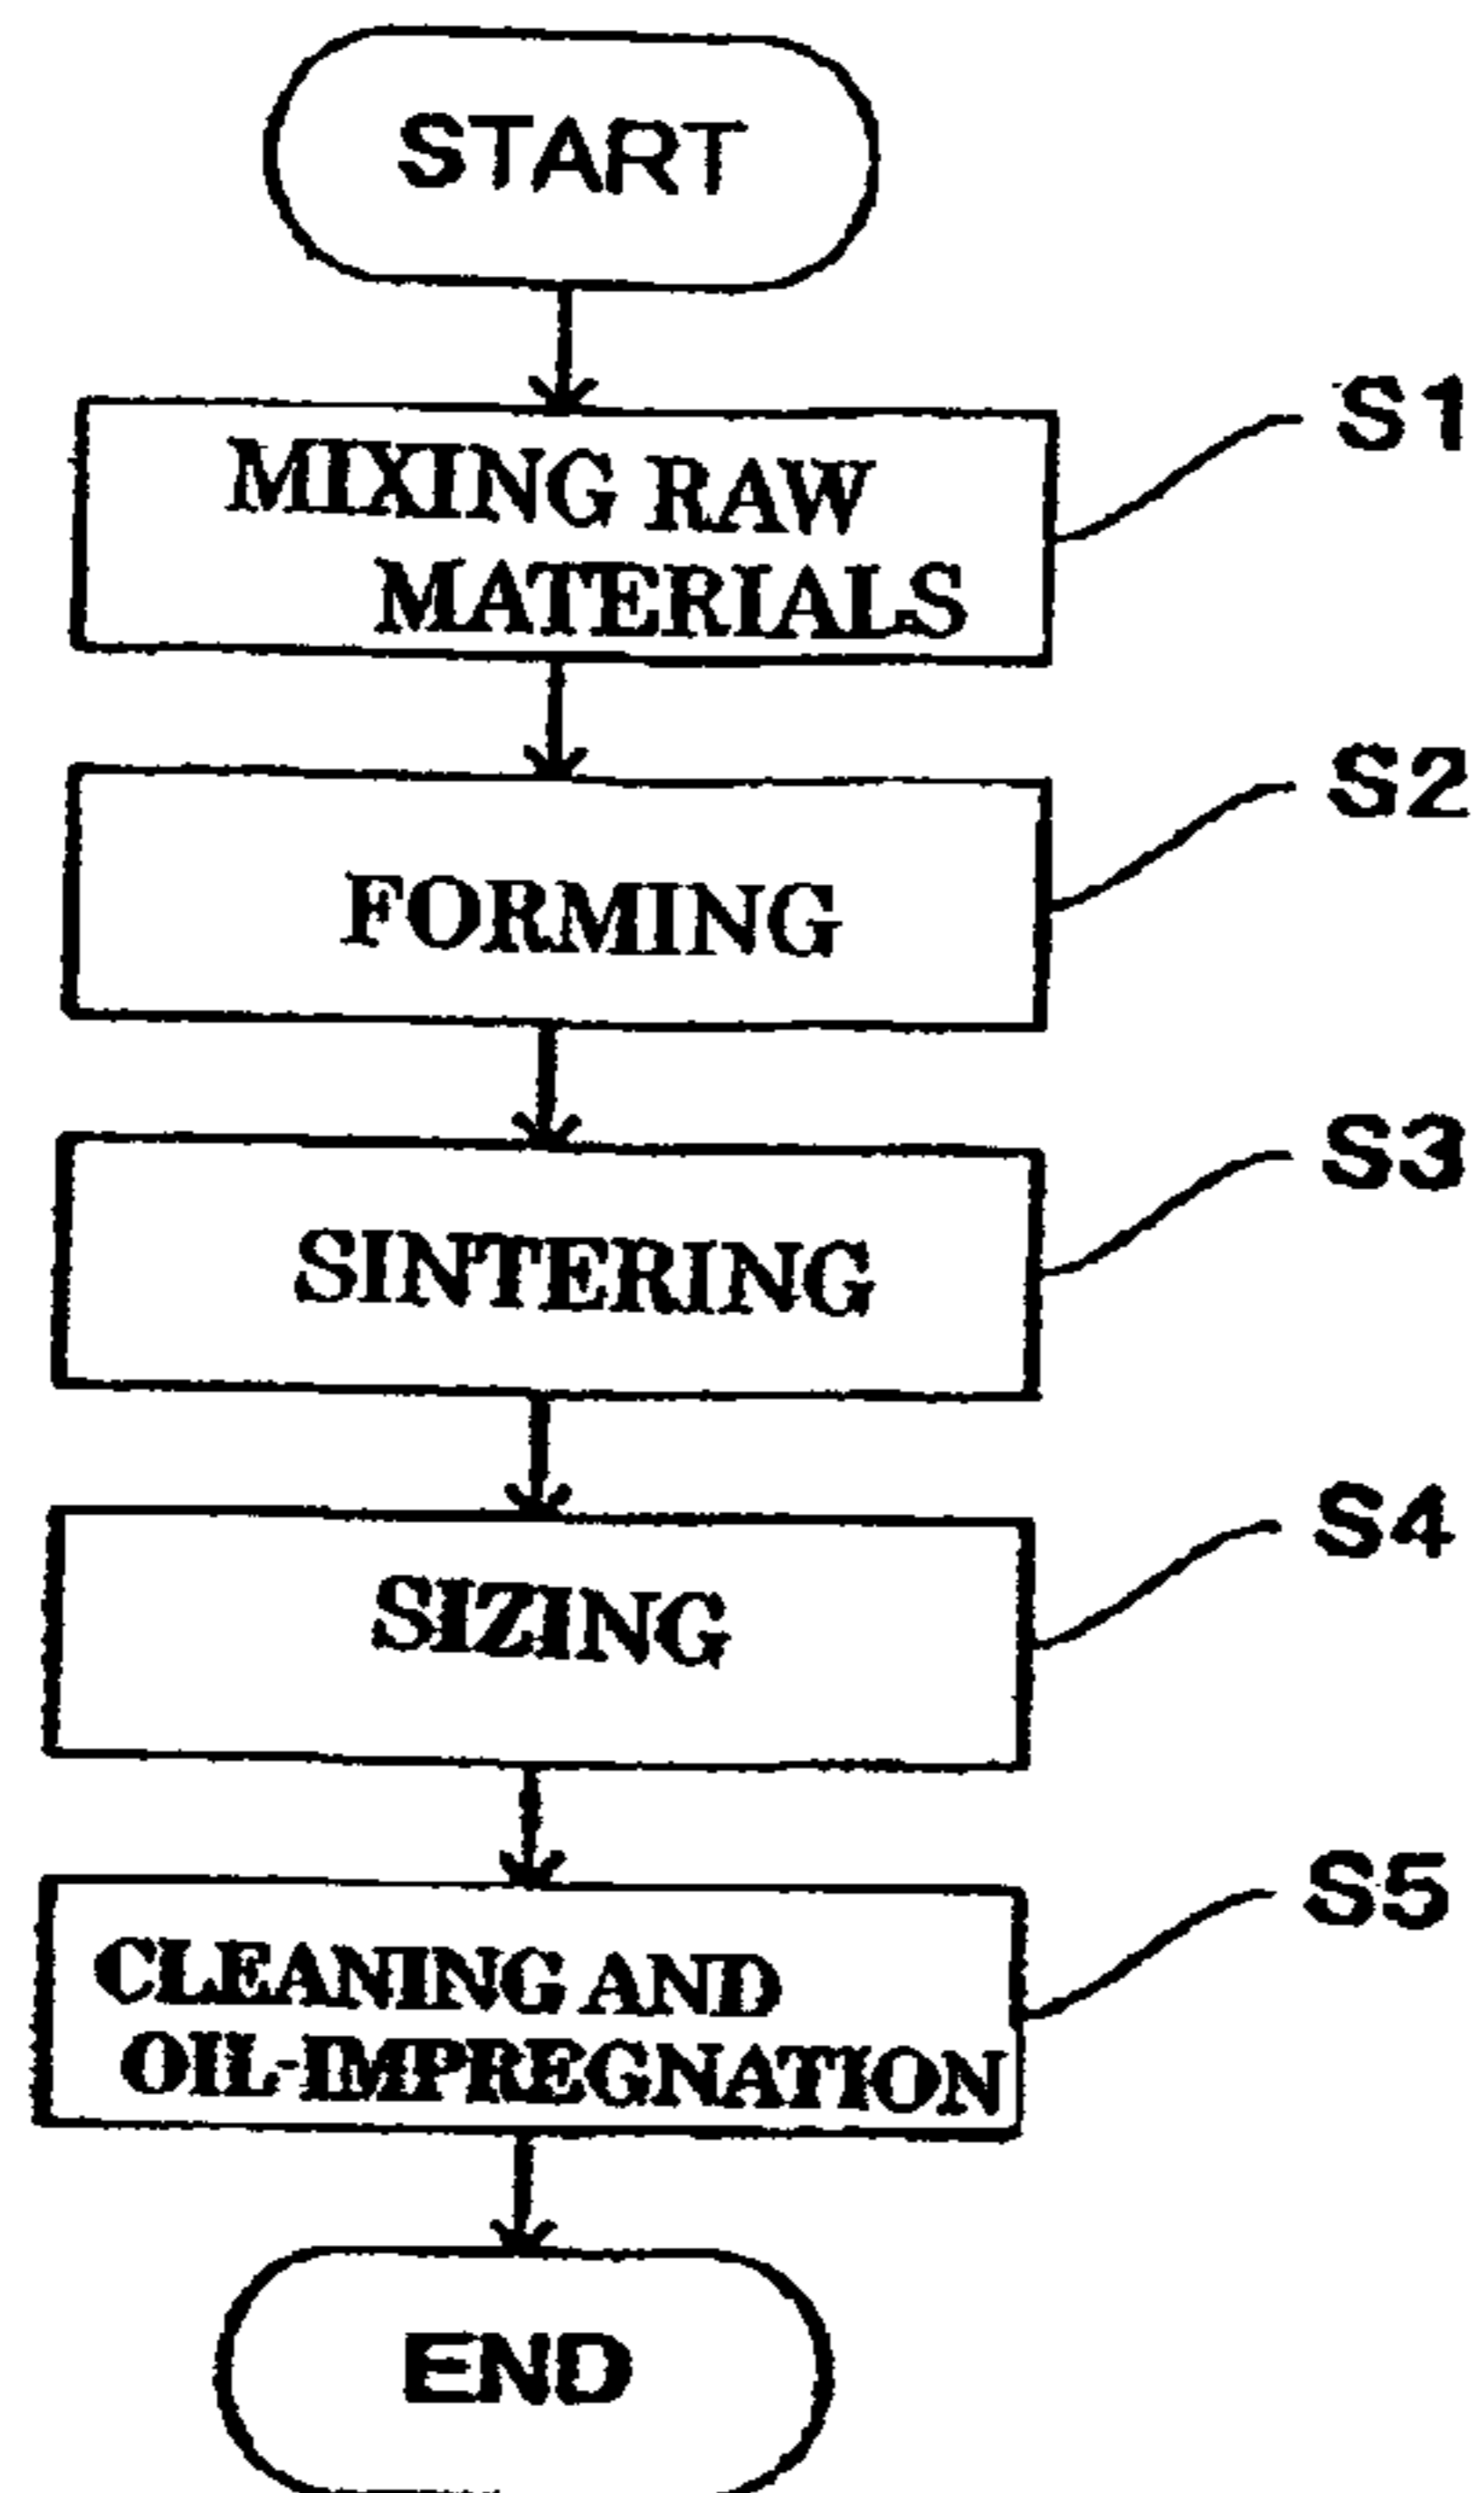 START
S1
MIXING RAW
MATERIALS
S2
FORMING
S3
SINTERING
S4
SIZING
S5
CLEANING AND
OIL-IMPREGNATION
END